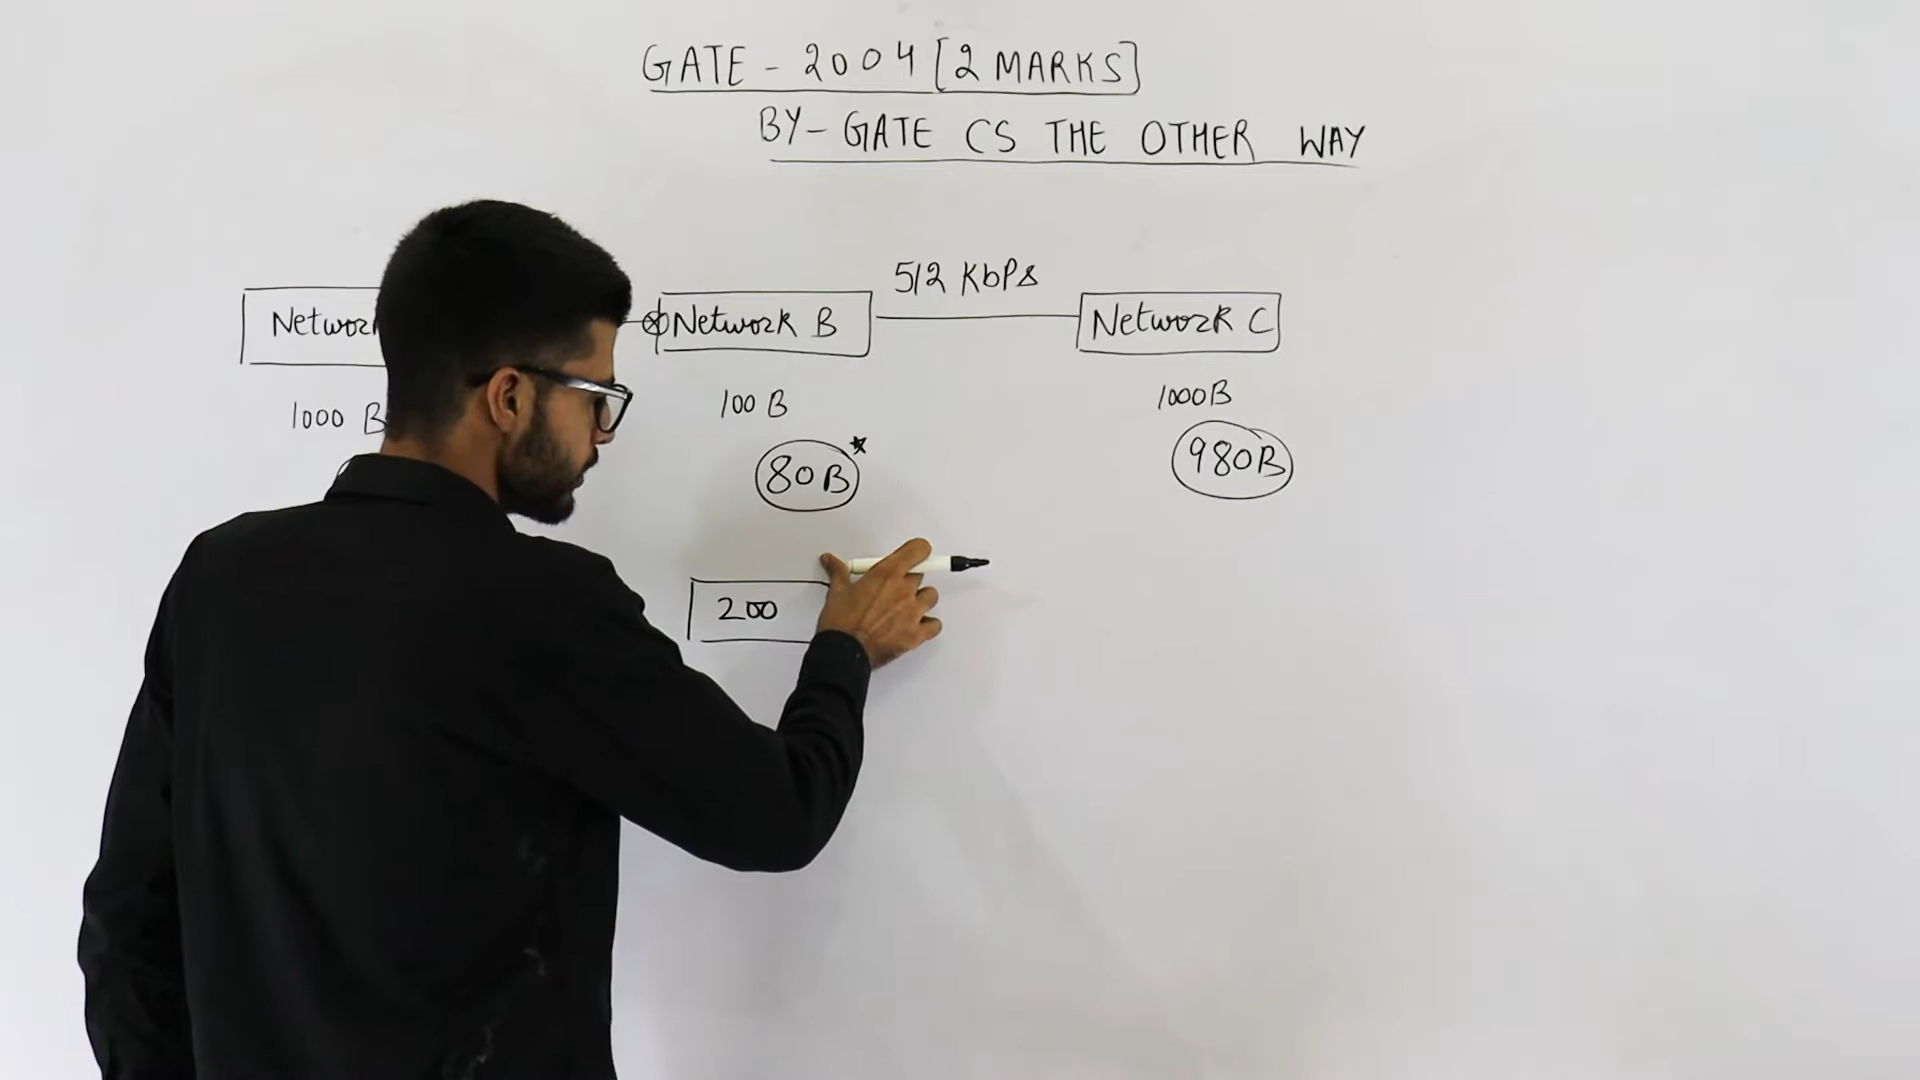 GATE - 2004 [2 MARKS]
BY- GATE CS THE OTHER WAY
512 Kbps
Network B
Network C
1000 B
100 B
1000B
80B
980B
200